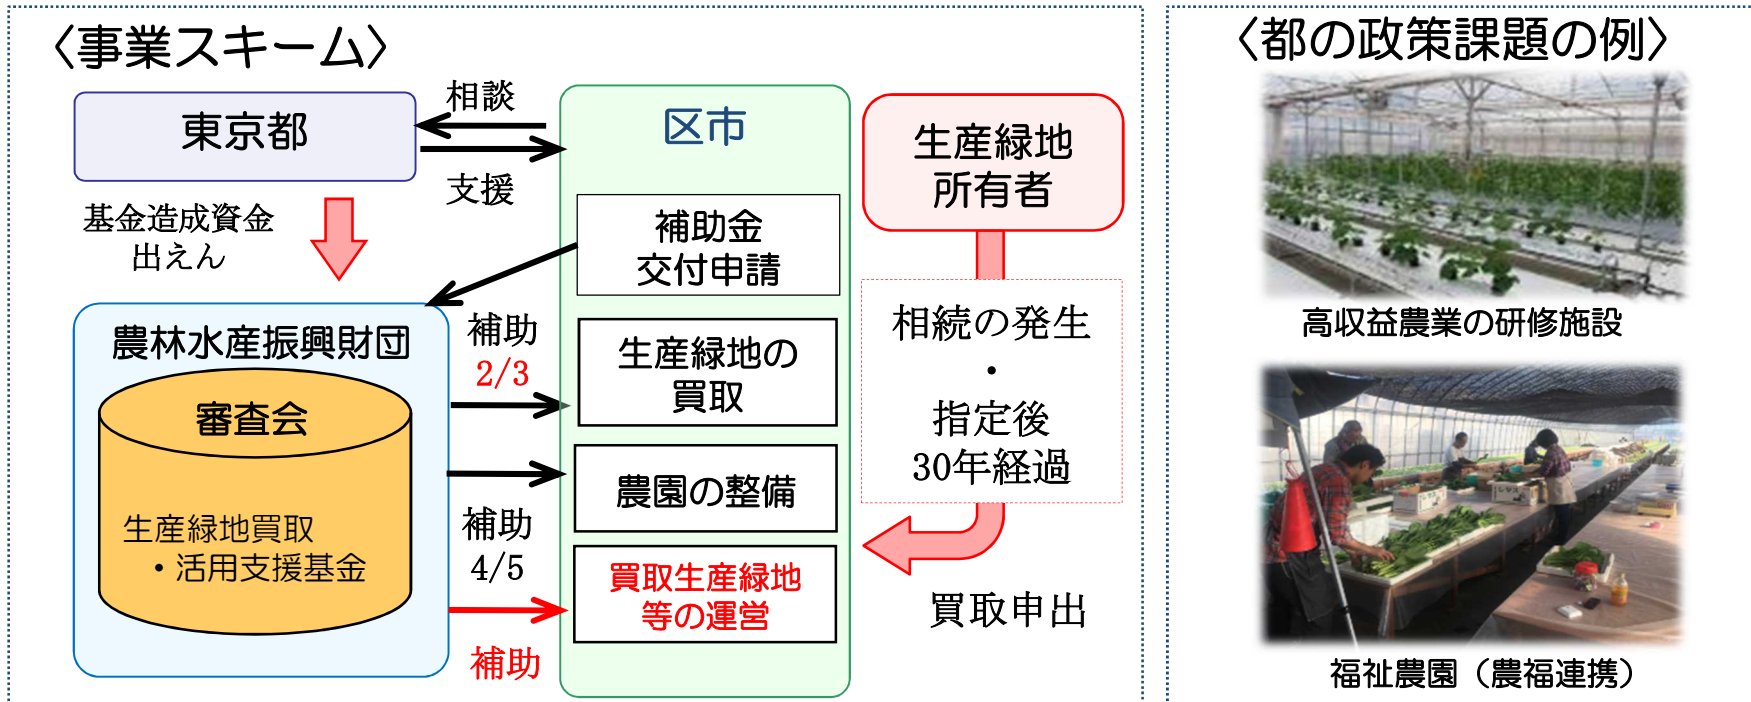 〈事業スキーム〉
東京都
相談
支援
基金造成資金
出えん
農林水産振興財団
審査会
生産緑地買取
・活用支援基金
補助
2/3
補助
4/5
補助
区市
補助金
交付申請
生産緑地の
買取
農園の整備
買取生産緑地
等の運営
生産緑地
所有者
相続の発生
・
指定後
30年経過
買取申出
〈都の政策課題の例〉
高収益農業の研修施設
福祉農園（農福連携）